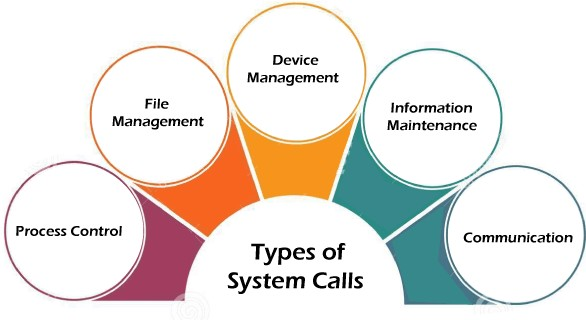 Device
Management
File
Management
Information
Maintenance
Process Control
Communication
Types of
System Calls